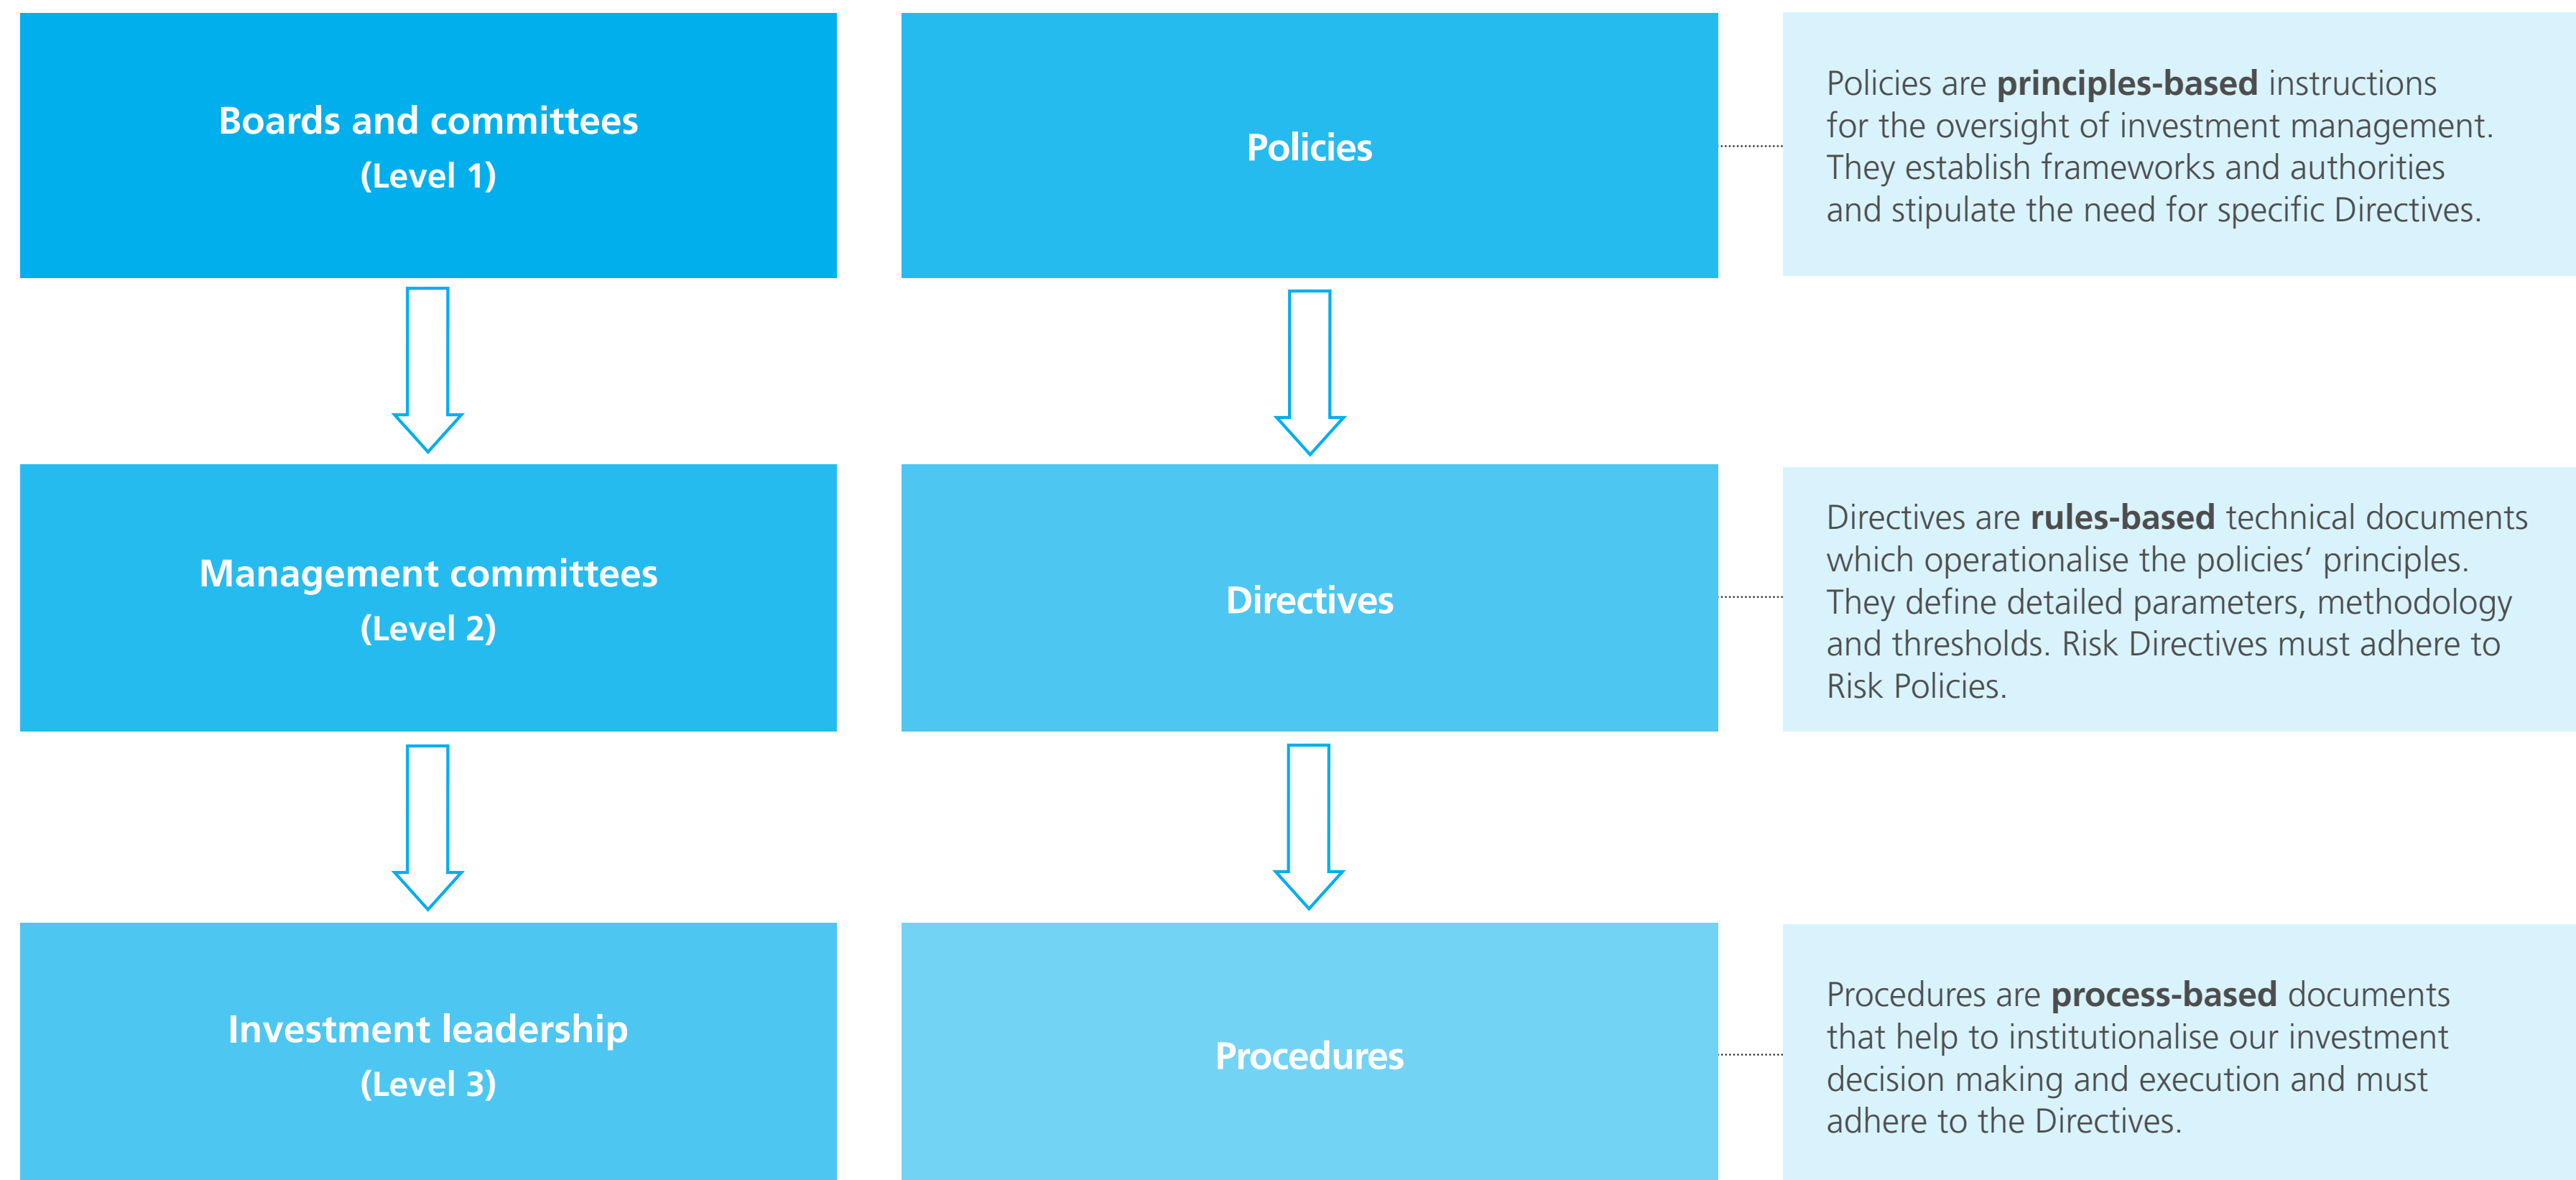 Boards and committees
(Level 1)
Policies
Policies are principles-based instructions
for the oversight of investment management.
They establish frameworks and authorities
and stipulate the need for specific Directives.
Management committees
(Level 2)
Directives
Directives are rules-based technical documents
which operationalise the policies’ principles.
They define detailed parameters, methodology
and thresholds. Risk Directives must adhere to
Risk Policies.
Investment leadership
(Level 3)
Procedures
Procedures are process-based documents
that help to institutionalise our investment
decision making and execution and must
adhere to the Directives.